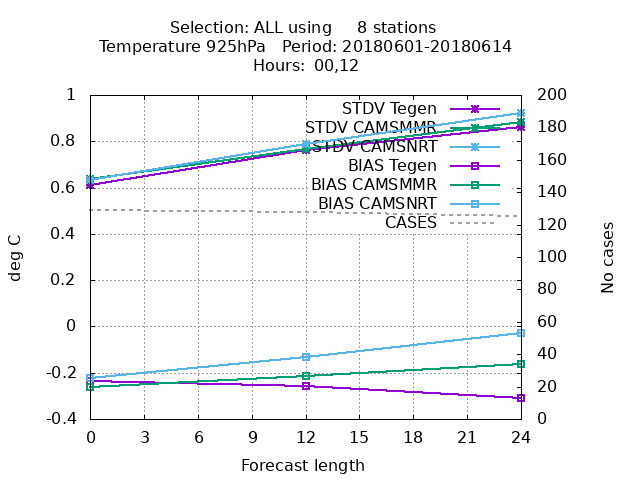 Selection: ALL using 8 stations
Temperature 925hPa Period: 20180601-20180614
Hours: 00,12
1
0.8
0.6
0.4
0.2
0
-0.2
-0.4
deg C
STDV Tegen
STDV CAMSMMR
STDV CAMSNRT
BIAS Tegen
BIAS CAMSMMR
BIAS CAMSNRT
CASES
200
180
160
140
120
100
80
60
40
20
0
No cases
0 3 6 9 12 15 18 21 24
Forecast length